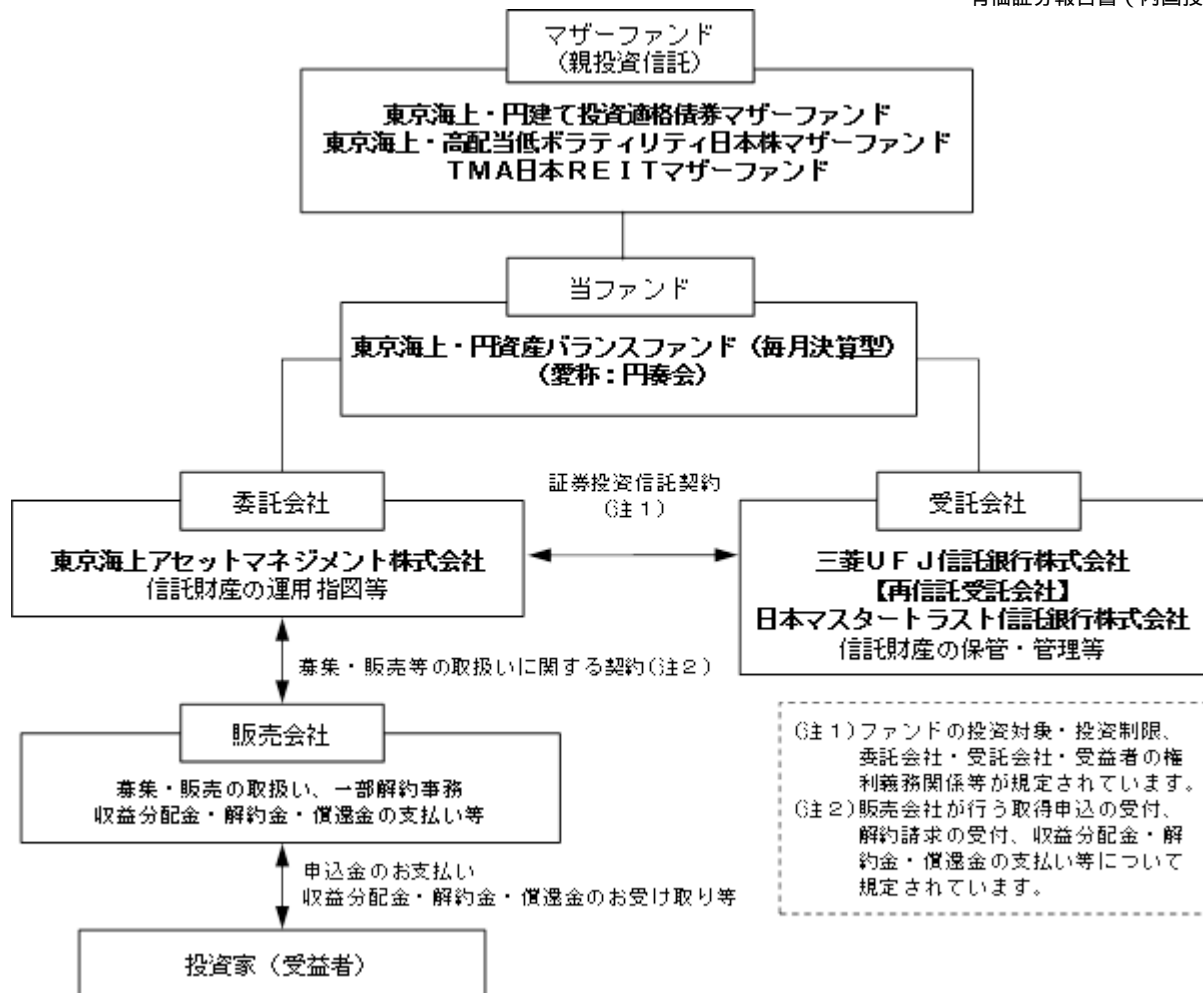 有価証券報告書（内国投
マザーファンド
（親投資信託）
東京海上・円建て投資適格債券マザーファンド
東京海上・高配当低ボラティリティ日本株マザーファンド
ＴＭＡ日本ＲＥＩＴマザーファンド
当ファンド
東京海上・円資産バランスファンド（毎月決算型）
（愛称：円奏会）
委託会社
東京海上アセットマネジメント株式会社
信託財産の運用指図等
証券投資信託契約
（注１）
受託会社
三菱ＵＦＪ信託銀行株式会社
【再信託受託会社】
日本マスタートラスト信託銀行株式会社
信託財産の保管・管理等
募集・販売等の取扱いに関する契約（注２）
販売会社
募集・販売の取扱い、一部解約事務
収益分配金・解約金・償還金の支払い等
申込金のお支払い
収益分配金・解約金・償還金のお受け取り等
投資家（受益者）
（注１）ファンドの投資対象・投資制限、
委託会社・受託会社・受益者の権
利義務関係等が規定されています。
（注２）販売会社が行う取得申込の受付、
解約請求の受付、収益分配金・解
約金・償還金の支払い等について
規定されています。